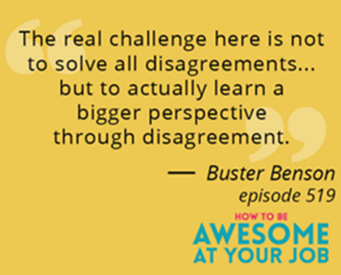 The real challenge here is not
to solve all disagreements...
but to actually learn a
bigger perspective
through disagreement.
— Buster Benson
episode 519
HOW TO BE
AWESOME
AT YOUR JOB